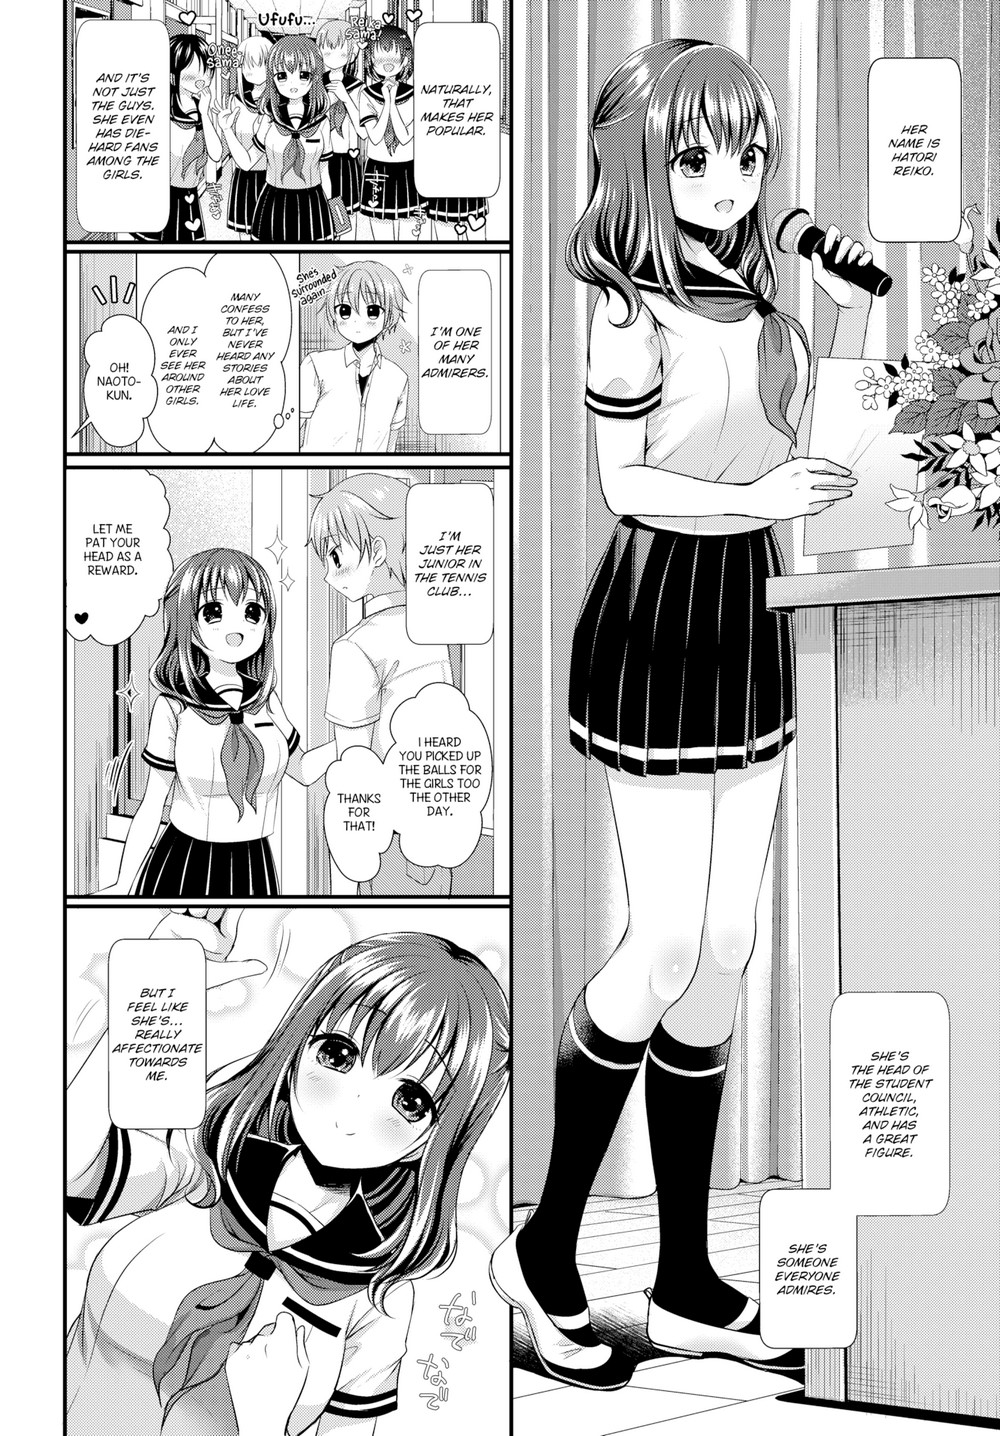 HER
NAME IS
HATORI
REIKO.
SHE'S
THE HEAD OF
THE STUDENT
COUNCIL,
ATHLETIC,
AND HAS
A GREAT
FIGURE.
SHE'S
SOMEONE
EVERYONE
ADMIRES.
NATURALLY,
THAT
MAKES HER
POPULAR.
Reika
Sama!
Ufufu...
Onee
Sama!
AND IT'S
NOT JUST
THE GUYS.
SHE EVEN
HAS DIE-
HARD FANS
AMONG THE
GIRLS.
I'M ONE
OF HER
MANY
ADMIRERS.
She's
surrounded
again...
MANY
CONFESS
TO HER,
BUT I'VE
NEVER
HEARD ANY
STORIES
ABOUT
HER LOVE
LIFE.
AND I
ONLY
EVER
SEE HER
AROUND
OTHER
GIRLS.
OH!
NAOTO-
KUN.
I'M
JUST HER
JUNIOR IN
THE TENNIS
CLUB...
LET ME
PAT YOUR
HEAD AS A
REWARD.
I HEARD
YOU PICKED UP
THE BALLS FOR
THE GIRLS TOO
THE OTHER
DAY.
THANKS
FOR
THAT!
BUT I
FEEL LIKE
SHE'S...
REALLY
AFFECTIONATE
TOWARDS
ME.
なで
なで